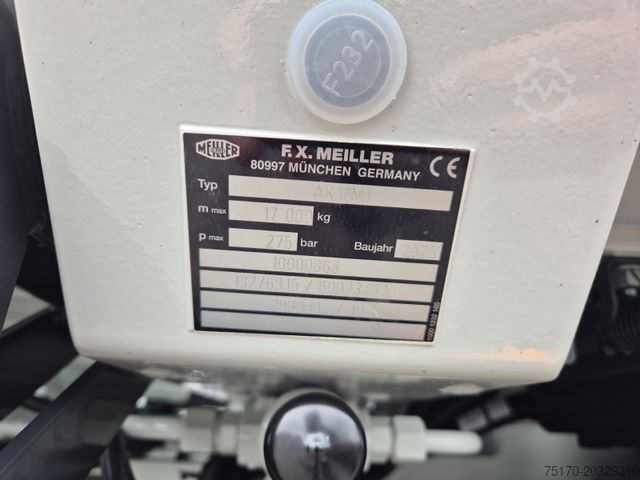 F232
MEILLER
F.X. MEILLER
80997 MÜNCHEN GERMANY
CE
Typ
m max 17 000 kg
p max 275 bar Baujahr 2025
10000863
75170-20329310